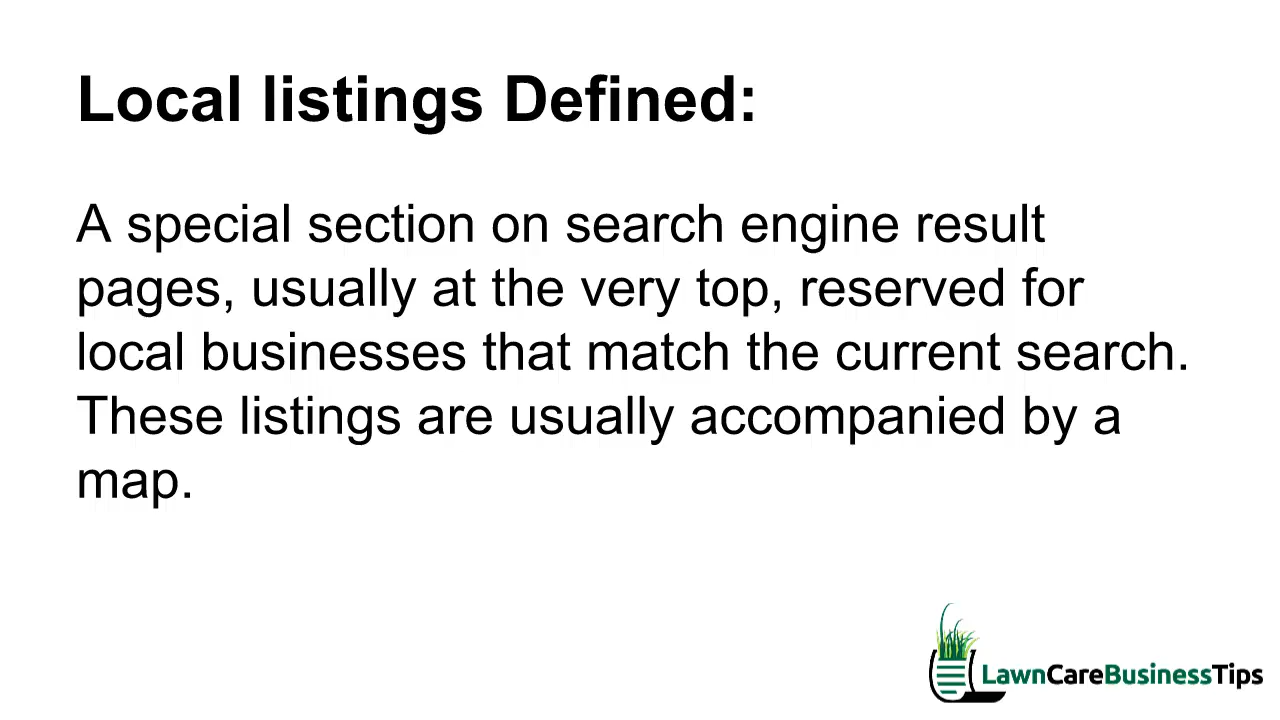 Local listings Defined:
A special section on search engine result
pages, usually at the very top, reserved for
local businesses that match the current search.
These listings are usually accompanied by a
map.
LawnCareBusinessTips